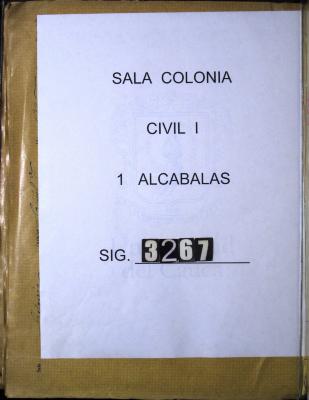 SALA COLONIA
CIVIL I
1 ALCABALAS
SIG. 3267